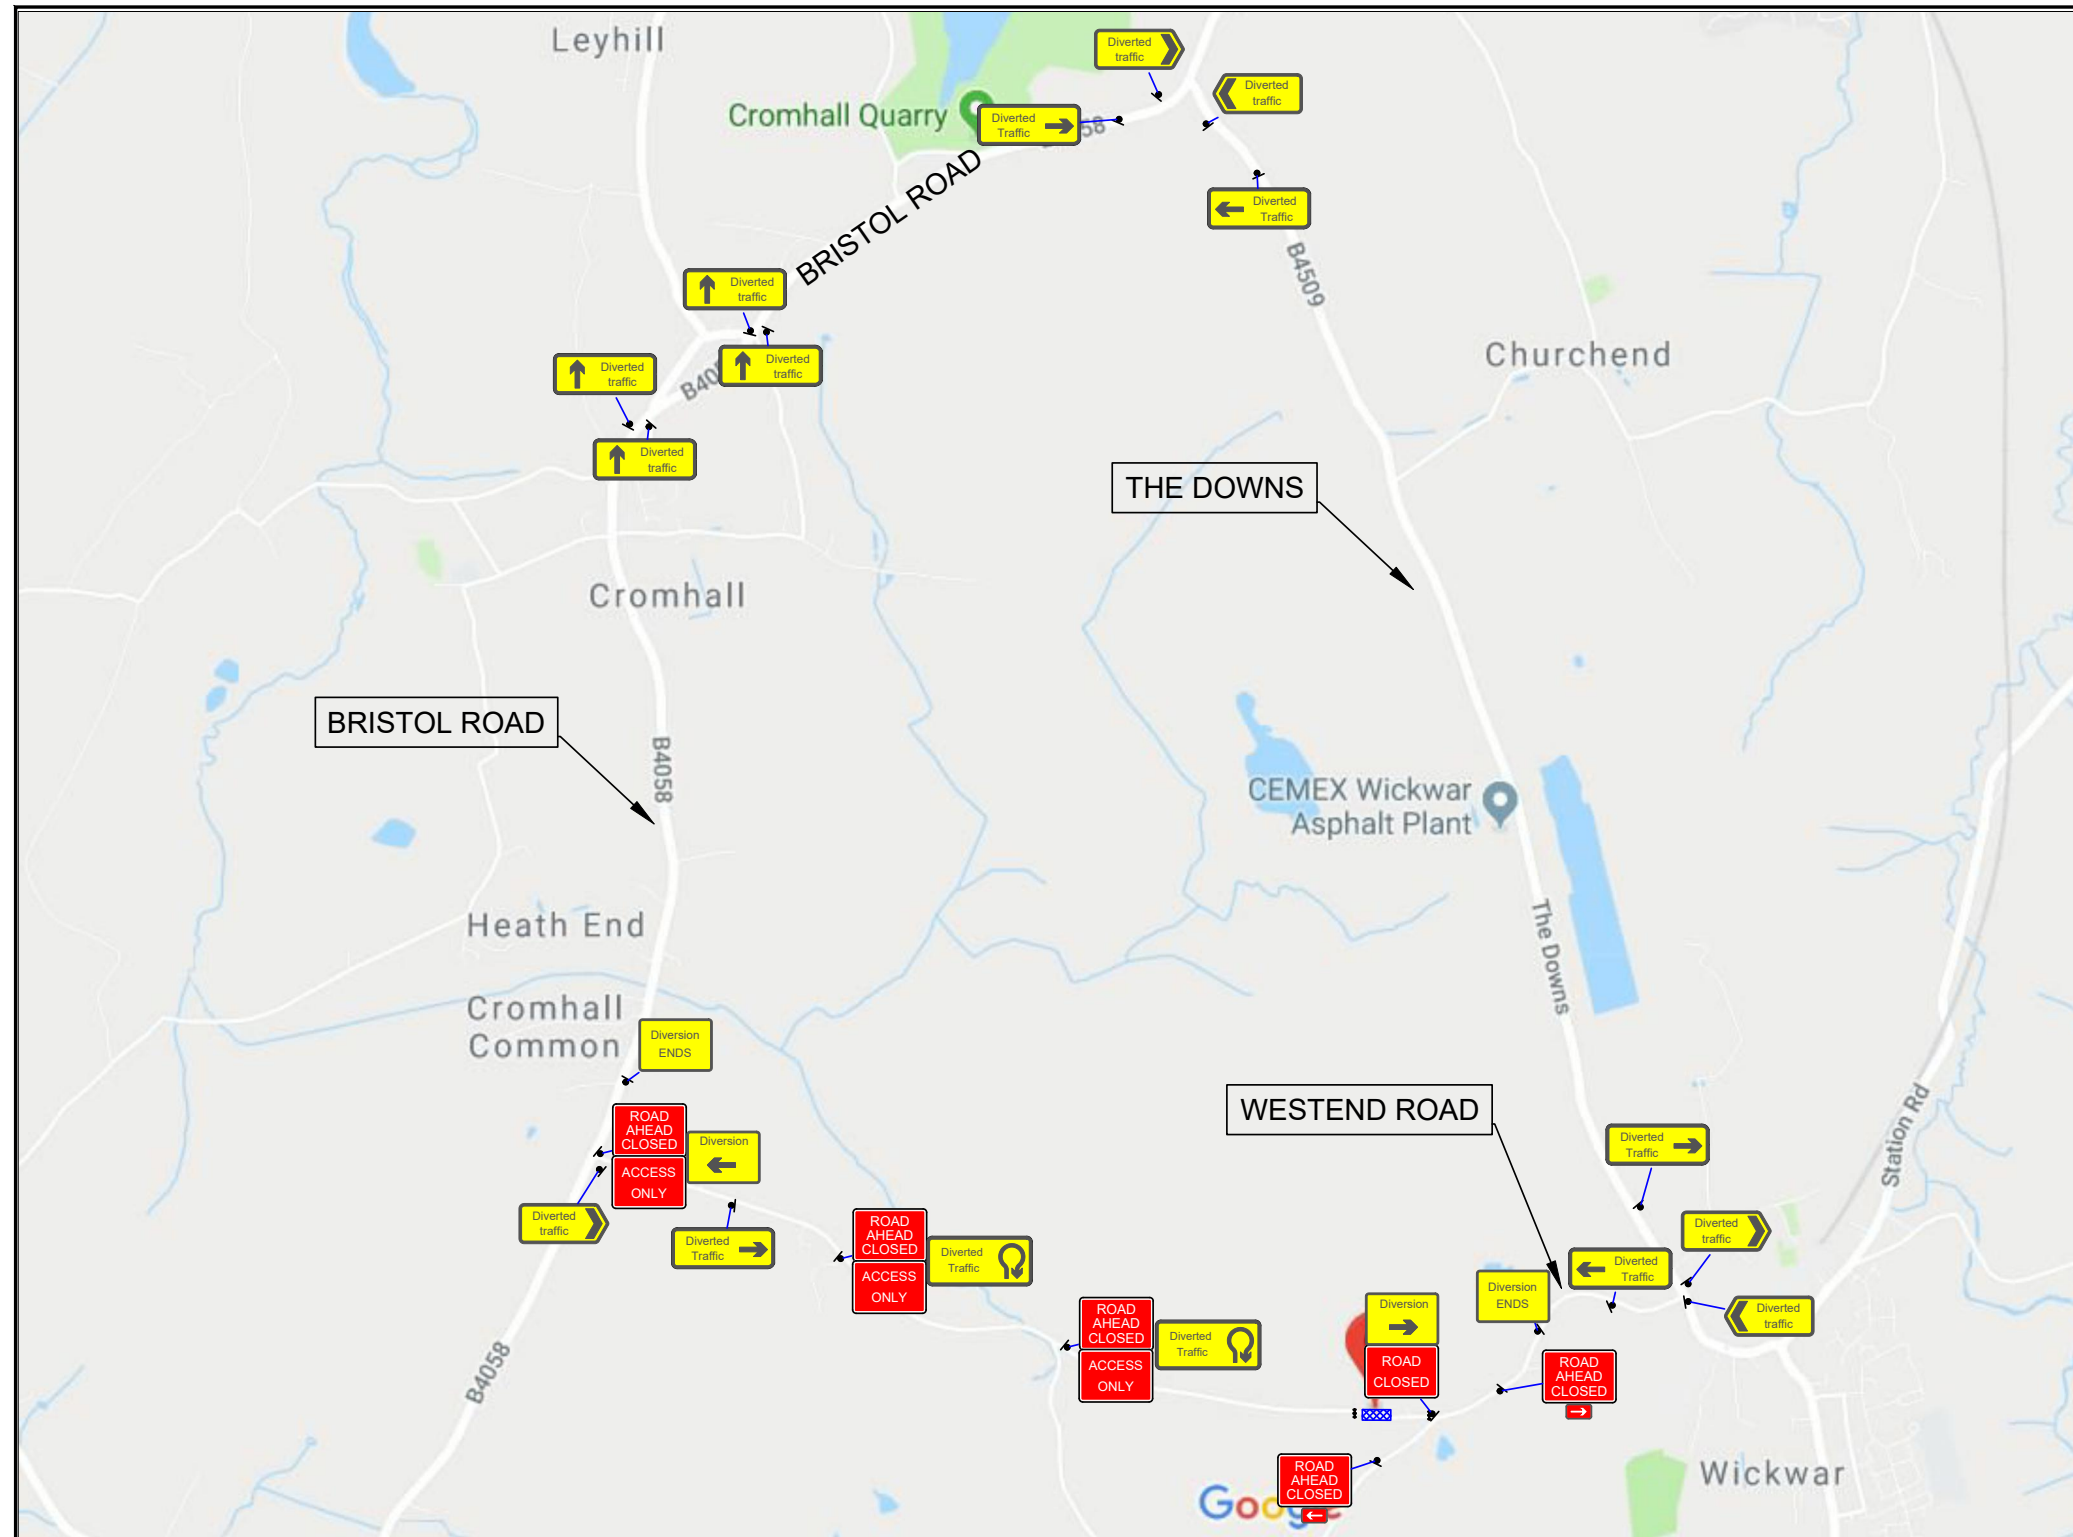 Leyhill
Diverted
traffic
Cromhall Quarry
Diverted
traffic
Diverted
Traffic
58
BRISTOL ROAD
Diverted
Traffic
B4509
Diverted
traffic
Diverted
traffic
Churchend
Diverted
traffic
B40
Diverted
traffic
THE DOWNS
Cromhall
BRISTOL ROAD
B4058
CEMEX Wickwar
Asphalt Plant
Heath End
The Downs
Cromhall
Common
Diversion
ENDS
WESTEND ROAD
Station Rd
ROAD
AHEAD
CLOSED
ACCESS
ONLY
Diversion
Diverted
Traffic
Diverted
traffic
Diverted
Traffic
ROAD
AHEAD
CLOSED
ACCESS
ONLY
Diverted
Traffic
Diverted
traffic
Diverted
Traffic
Diversion
ENDS
Diverted
traffic
ROAD
AHEAD
CLOSED
ACCESS
ONLY
Diverted
Traffic
Diversion
ROAD
CLOSED
ROAD
AHEAD
CLOSED
B4058
ROAD
AHEAD
CLOSED
Wickwar
Google